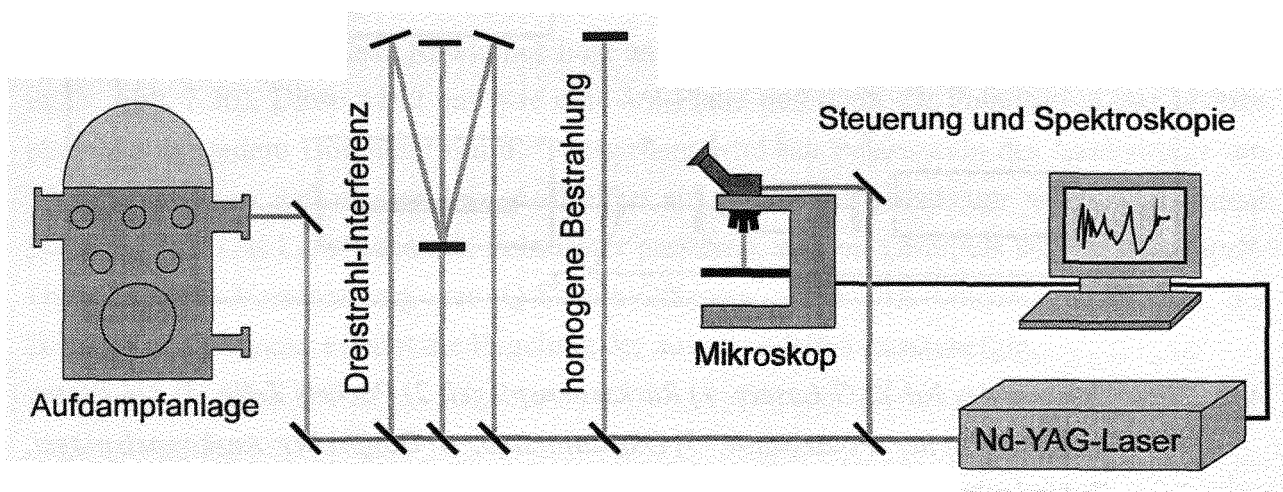 Dreistrahl-Interferenz
homogene Bestrahlung
Steuerung und Spektroskopie
Mikroskop
Aufdampfanlage
Nd-YAG-Laser